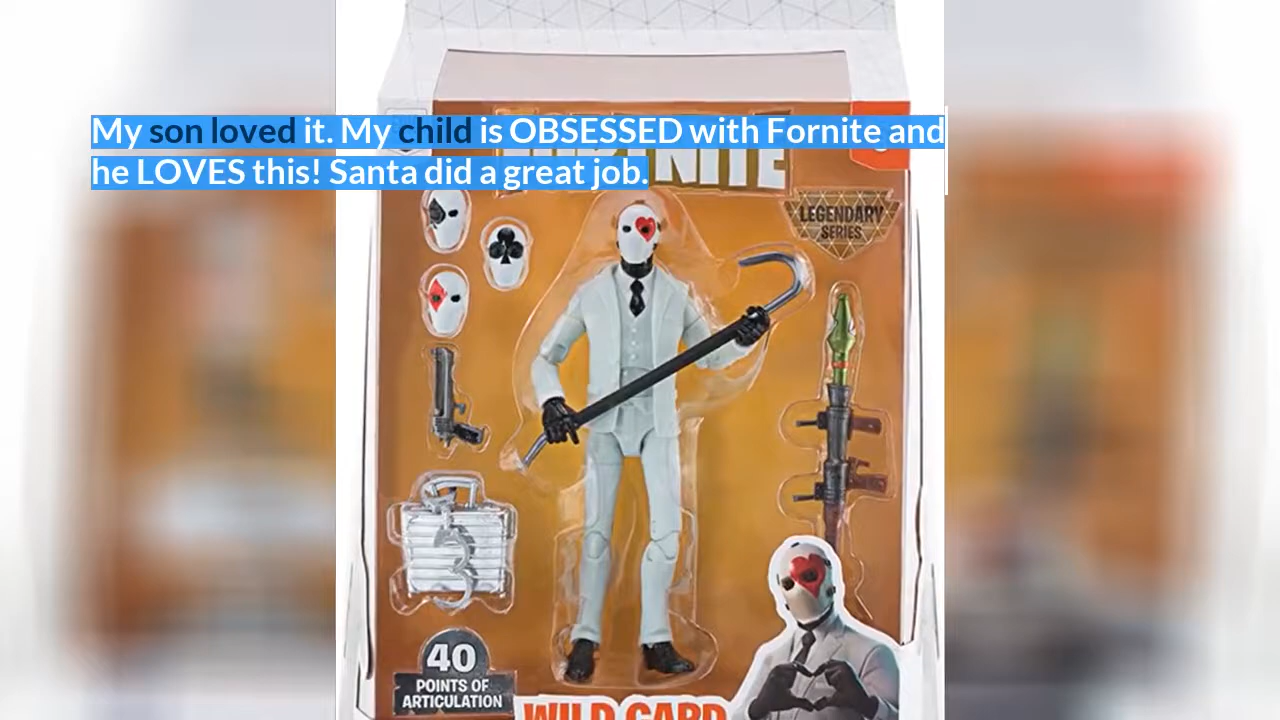 My son loved it. My child is OBSESSED with Fornite and
he LOVES this! Santa did a great job.
LEGENDARY
SERIES
40
POINTS OF
ARTICULATION
WILD CARD